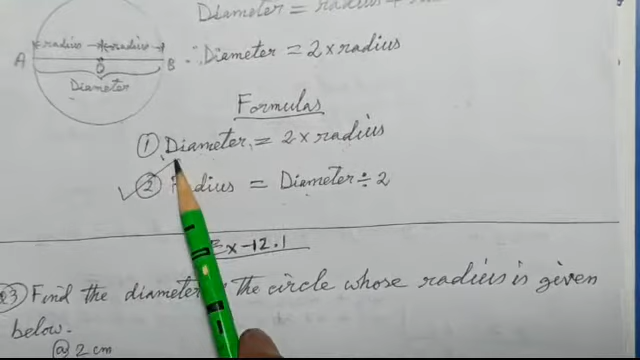 Diameter = radius +
←radius→←radius→
A O B ∴ Diameter = 2 × radius
Diameter
Formulas
① Diameter = 2 × radius
② Radius = Diameter ÷ 2
Ex-12.1
Q3) Find the diameter the circle whose radius is given
below.
ⓐ 2 cm